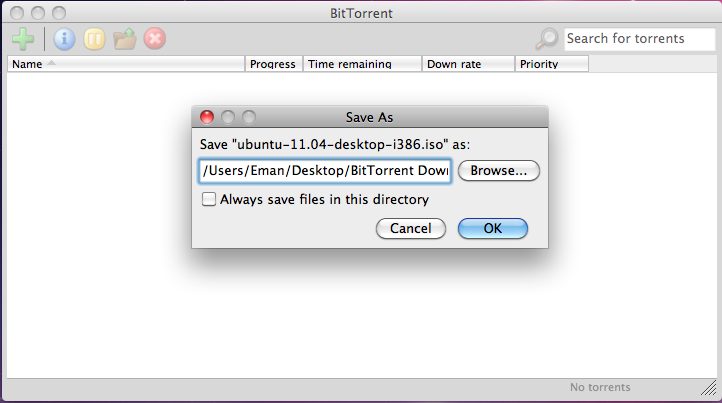 BitTorrent
Search for torrents
Name Progress Time remaining Down rate Priority
Save As
Save "ubuntu-11.04-desktop-i386.iso" as:
/Users/Eman/Desktop/BitTorrent Dow
Browse...
Always save files in this directory
Cancel OK
No torrents